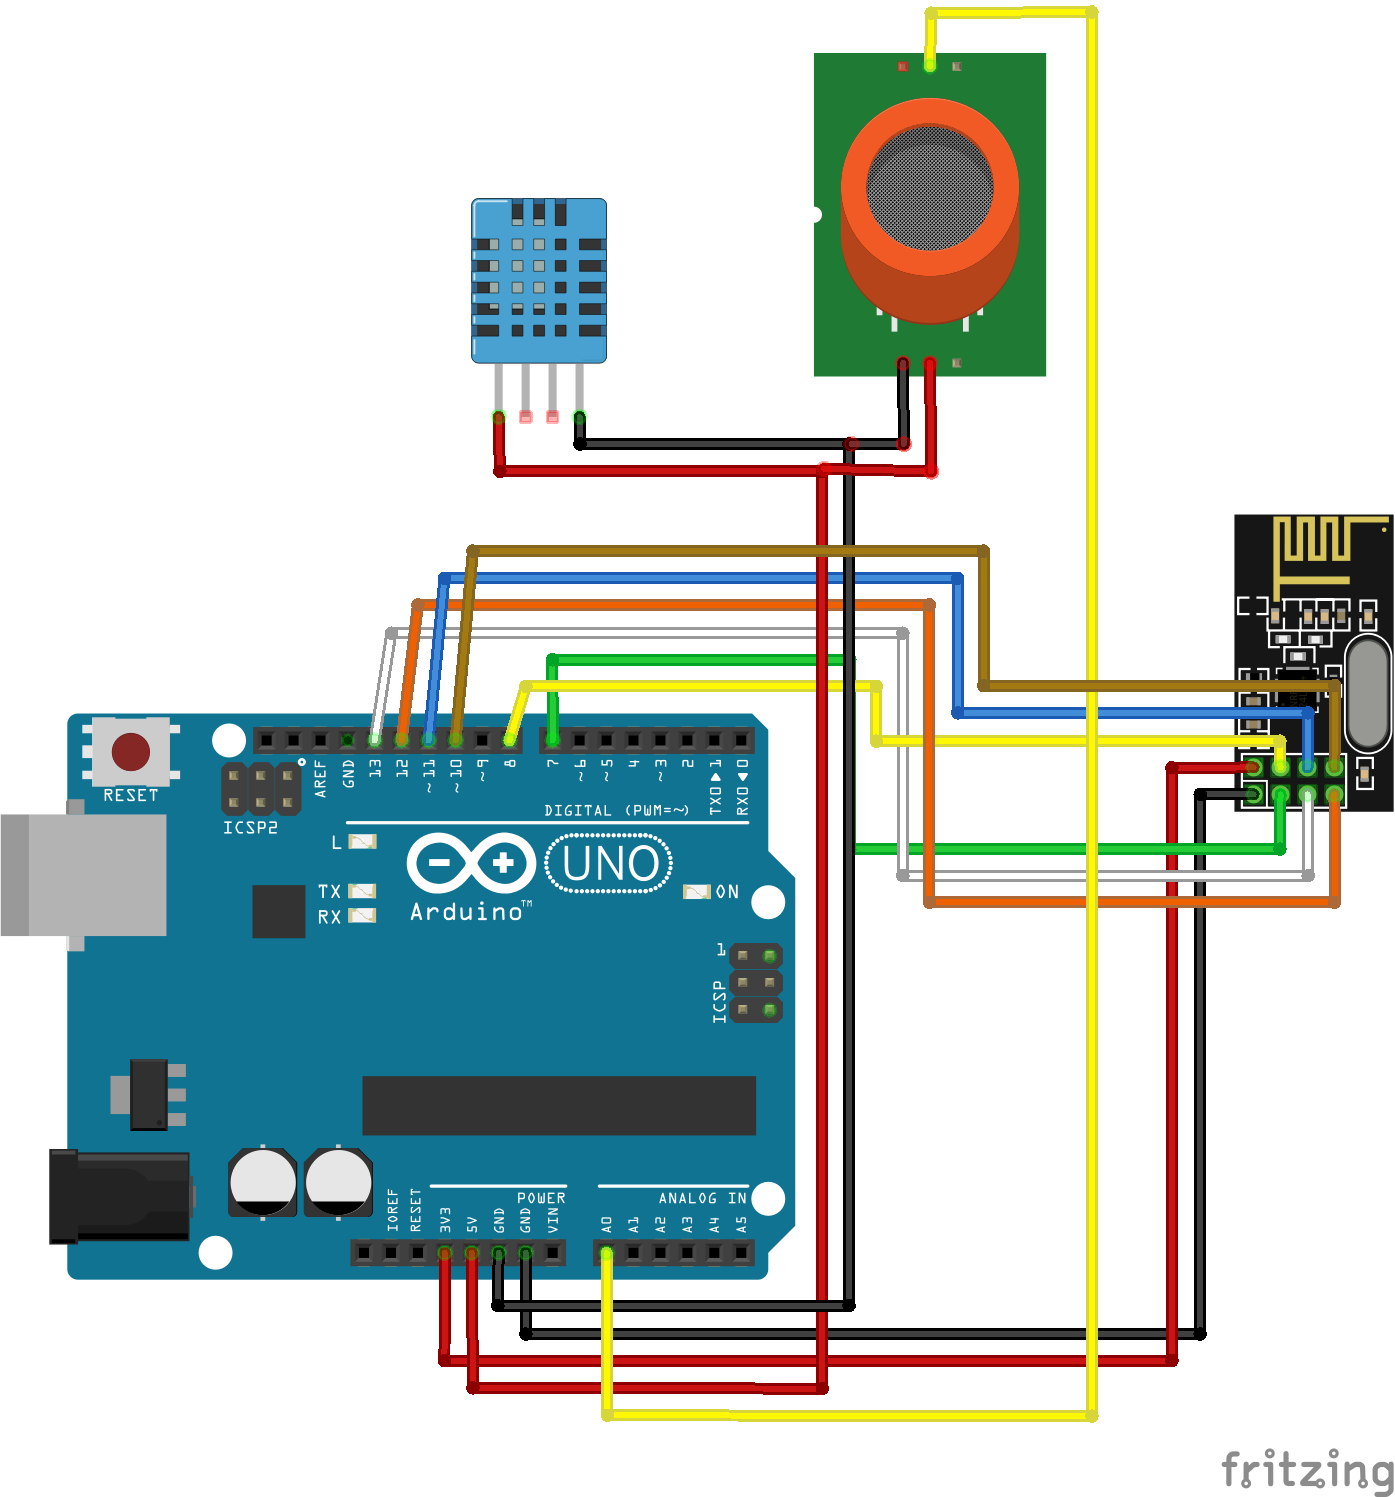 RESET
ICSP2
AREF
GND
13
12
~11
~10
~9
8
7
~6
~5
4
~3
2
TX0▶1
RX0◀0
DIGITAL (PWM=~)
L
TX
RX
UNO
ON
Arduino™
1
ICSP
IOREF
RESET
3V3
5V
GND
GND
VIN
POWER
ANALOG IN
A0
A1
A2
A3
A4
A5
fritzing